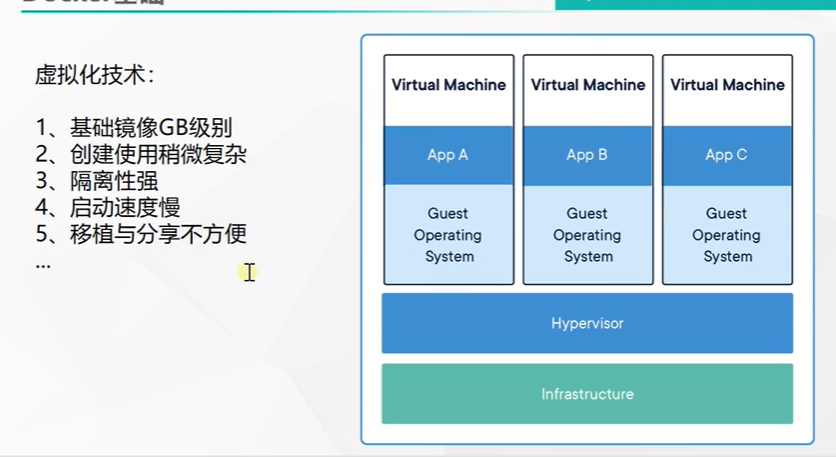 虚拟化技术：
1、基础镜像GB级别
2、创建使用稍微复杂
3、隔离性强
4、启动速度慢
5、移植与分享不方便
...
Virtual Machine
Virtual Machine
Virtual Machine
App A
App B
App C
Guest
Operating
System
Guest
Operating
System
Guest
Operating
System
Hypervisor
Infrastructure